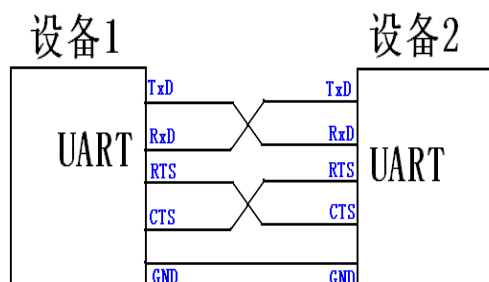 设备1 设备2
TxD TxD
RxD RxD
UART UART
RTS RTS
CTS CTS
GND GND